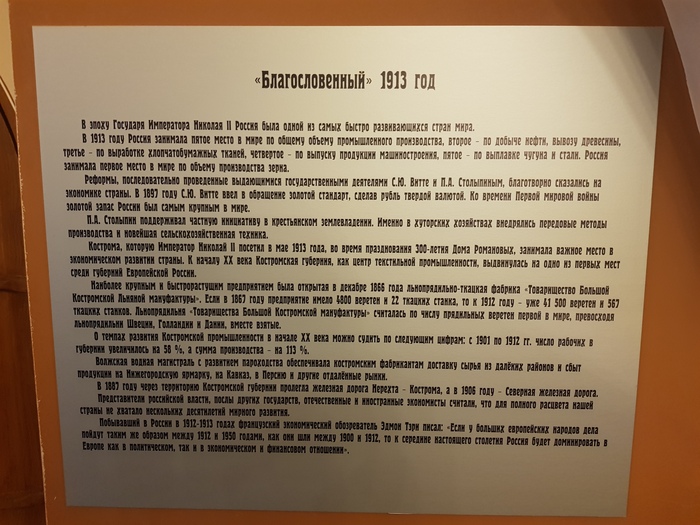 «Благословенный» 1913 год
В эпоху Государя Императора Николая II Россия была одной из самых быстро развивающихся стран мира.
В 1913 году Россия занимала пятое место в мире по общему объему промышленного производства, второе - по добыче нефти, вывозу древесины,
третье - по выработке хлопчатобумажных тканей, четвертое - по выпуску продукции машиностроения, пятое - по выплавке чугуна и стали. Россия
занимала первое место в мире по объему производства зерна.
Реформы, последовательно проведенные выдающимися государственными деятелями С.Ю. Витте и П.А. Столыпиным, благотворно сказались на
экономике страны. В 1897 году С.Ю. Витте ввел в обращение золотой стандарт, сделав рубль твердой валютой. Ко времени Первой мировой войны
золотой запас России был самым крупным в мире.
П.А. Столыпин поддерживал частную инициативу в крестьянском землевладении. Именно в хуторских хозяйствах внедрялись передовые методы
производства и новейшая сельскохозяйственная техника.
Кострома, которую Император Николай II посетил в мае 1913 года, во время празднования 300-летия Дома Романовых, занимала важное место в
экономическом развитии страны. К началу XX века Костромская губерния, как центр текстильной промышленности, выдвинулась на одно из первых мест
среди губерний Европейской России.
Наиболее крупным и быстрорастущим предприятием была открытая в декабре 1866 года льнопрядильно-ткацкая фабрика «Товарищество Большой
Костромской Льняной мануфактуры». Если в 1867 году предприятие имело 4800 веретен и 22 ткацких станка, то к 1912 году - уже 41 500 веретен и 567
ткацких станков. Льнопрядильня «Товарищества Большой Костромской мануфактуры» считалась по числу прядильных веретен первой в мире, превосходя
льнопрядильни Швеции, Голландии и Дании, вместе взятые.
О темпах развития Костромской промышленности в начале XX века можно судить по следующим цифрам: с 1901 по 1912 гг. число рабочих в
губернии увеличилось на 58 %, а сумма производства - на 113 %.
Волжская водная магистраль с развитием пароходства обеспечивала костромским фабрикантам доставку сырья из далёких районов и сбыт
продукции на Нижегородскую ярмарку, на Кавказ, в Персию и другие отдалённые рынки.
В 1887 году через территорию Костромской губернии пролегла железная дорога Нерехта - Кострома, а в 1906 году - Северная железная дорога.
Представители российской власти, послы других государств, отечественные и иностранные экономисты считали, что для полного расцвета нашей
страны не хватало нескольких десятилетий мирного развития.
Побывавший в России в 1912-1913 годах французский экономический обозреватель Эдмон Тэри писал: «Если у больших европейских народов дела
пойдут таким же образом между 1912 и 1950 годами, как они шли между 1900 и 1912, то к середине настоящего столетия Россия будет доминировать в
Европе как в политическом, так и в экономическом и финансовом отношении».